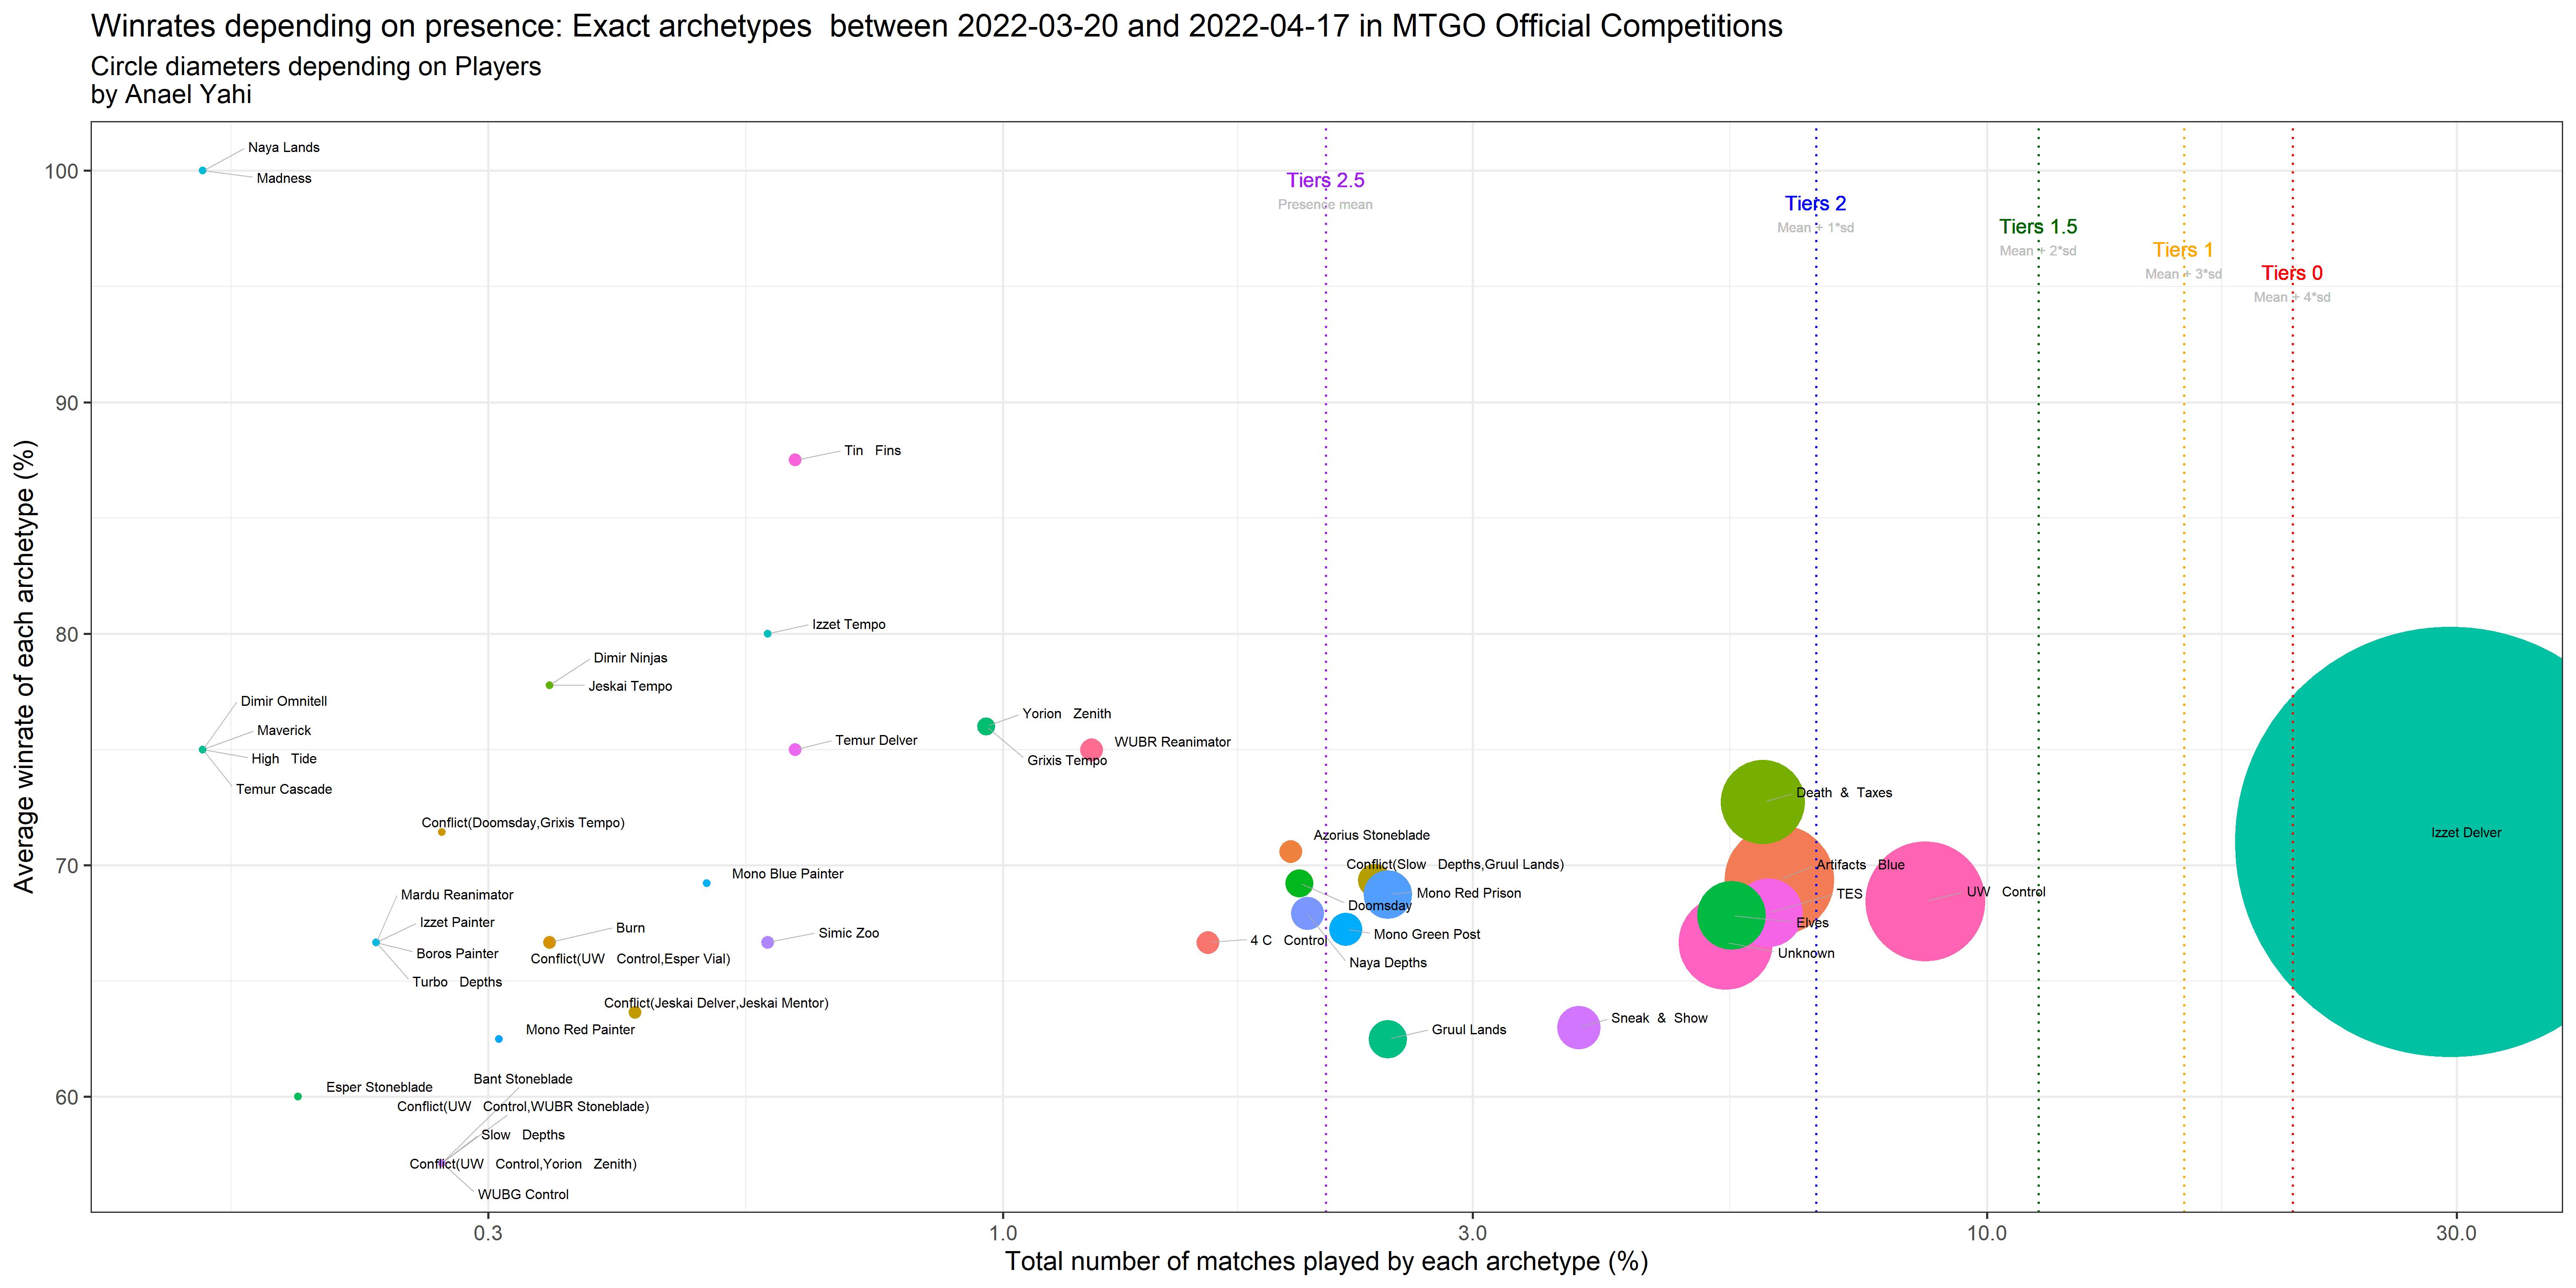 Winrates depending on presence: Exact archetypes  between 2022-03-20 and 2022-04-17 in MTGO Official Competitions
Circle diameters depending on Players
by Anael Yahi
Average winrate of each archetype (%)
100
90
80
70
60
Naya Lands
Madness
Tiers 2.5
Presence mean
Tiers 2
Mean + 1*sd
Tiers 1.5
Mean + 2*sd
Tiers 1
Mean + 3*sd
Tiers 0
Mean + 4*sd
Tin   Fins
Izzet Tempo
Dimir Ninjas
Jeskai Tempo
Dimir Omnitell
Maverick
High   Tide
Temur Cascade
Yorion   Zenith
Temur Delver
WUBR Reanimator
Grixis Tempo
Death  &  Taxes
Conflict(Doomsday,Grixis Tempo)
Azorius Stoneblade
Izzet Delver
Conflict(Slow   Depths,Gruul Lands)
Artifacts   Blue
Mono Blue Painter
Mono Red Prison
TES
UW   Control
Mardu Reanimator
Doomsday
Izzet Painter
Elves
Burn
Simic Zoo
4 C   Control
Mono Green Post
Boros Painter
Conflict(UW   Control,Esper Vial)
Naya Depths
Unknown
Turbo   Depths
Conflict(Jeskai Delver,Jeskai Mentor)
Sneak  &  Show
Mono Red Painter
Gruul Lands
Esper Stoneblade
Bant Stoneblade
Conflict(UW   Control,WUBR Stoneblade)
Slow   Depths
Conflict(UW   Control,Yorion   Zenith)
WUBG Control
0.3
1.0
3.0
10.0
30.0
Total number of matches played by each archetype (%)